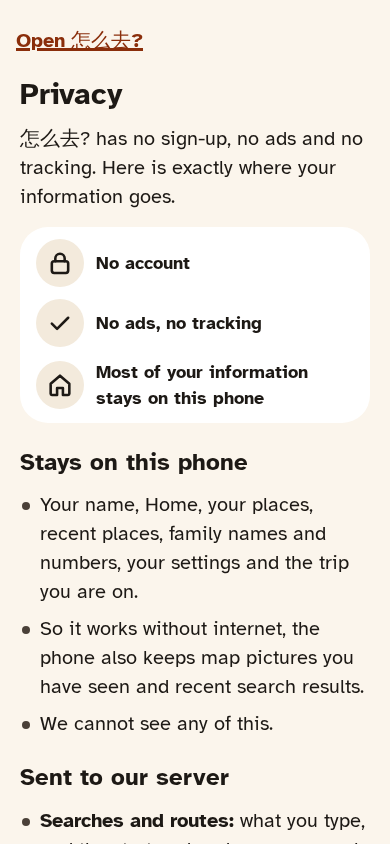 Open 怎么去?
Privacy
怎么去? has no sign-up, no ads and no
tracking. Here is exactly where your
information goes.
No account
No ads, no tracking
Most of your information
stays on this phone
Stays on this phone
Your name, Home, your places,
recent places, family names and
numbers, your settings and the trip
you are on.
So it works without internet, the
phone also keeps map pictures you
have seen and recent search results.
We cannot see any of this.
Sent to our server
Searches and routes: what you type,